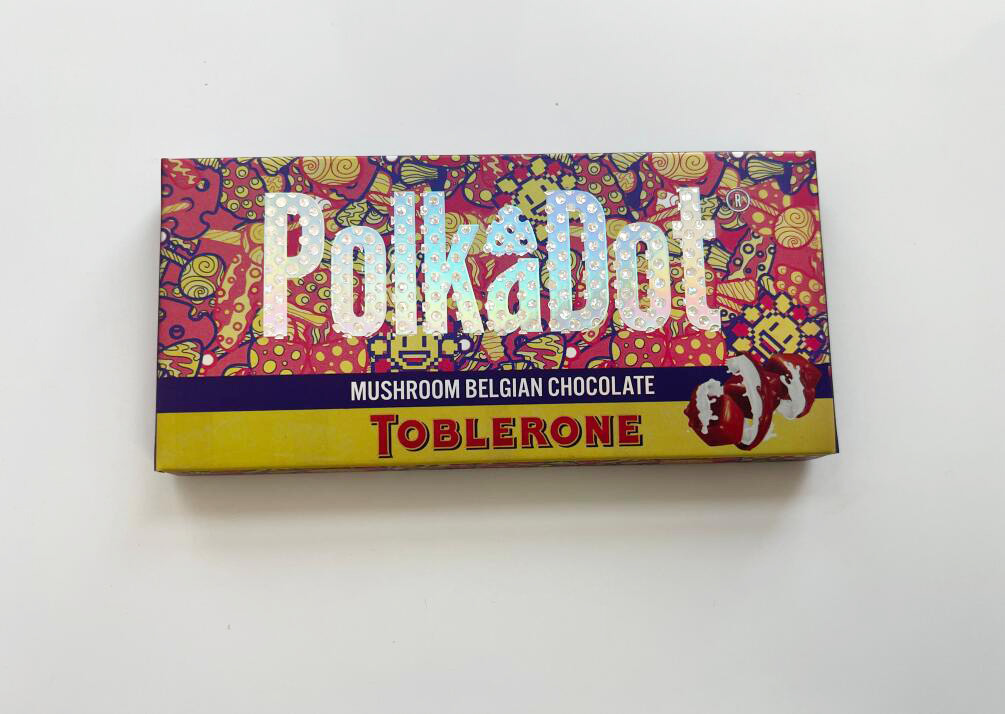 PolkaDot ®
MUSHROOM BELGIAN CHOCOLATE
TOBLERONE